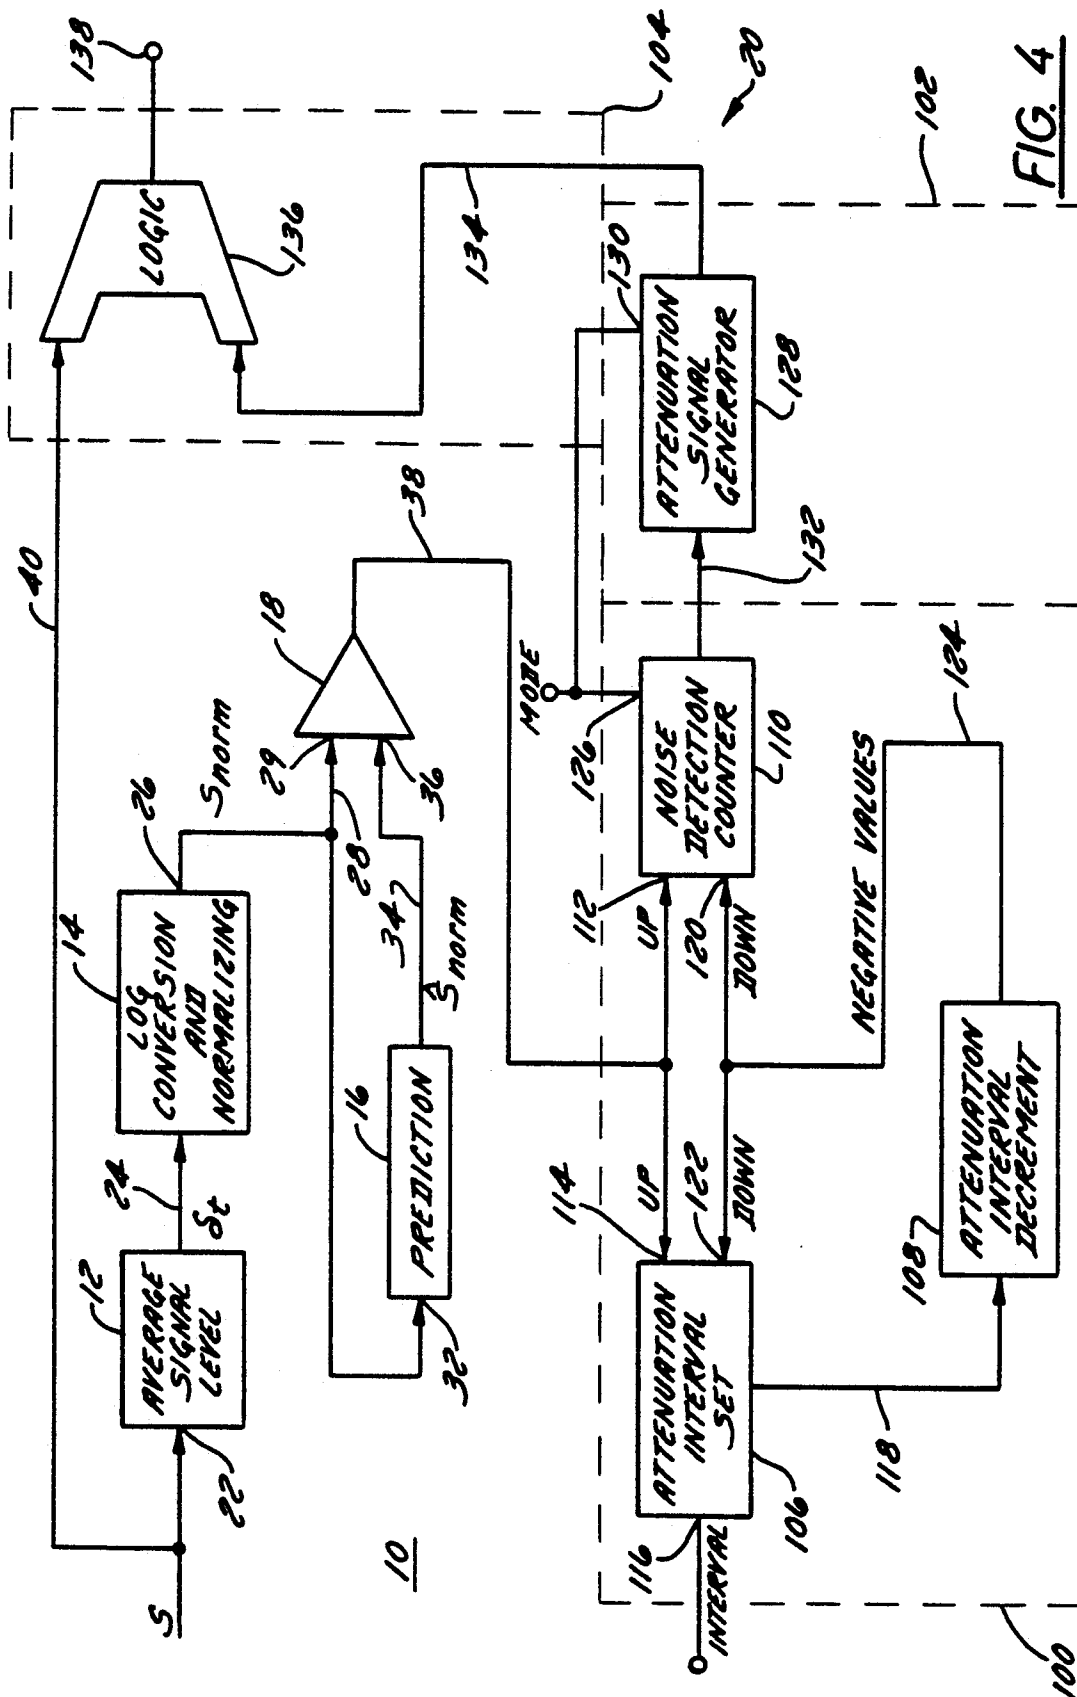 S
22
12
AVERAGE
SIGNAL
LEVEL
24
δt
14
LOG
CONVERSION
AND
NORMALIZING
26
Snorm
40
LOGIC
136
138
10
32
16
PREDICTION
34
Ŝnorm
28
29
36
18
38
134
104
20
MODE
INTERVAL
116
ATTENUATION
INTERVAL
SET
106
114
UP
122
DOWN
112
UP
120
DOWN
126
NOISE
DETECTION
COUNTER
110
132
130
ATTENUATION
SIGNAL
GENERATOR
128
102
118
108
ATTENUATION
INTERVAL
DECREMENT
NEGATIVE VALUES
124
100
FIG. 4